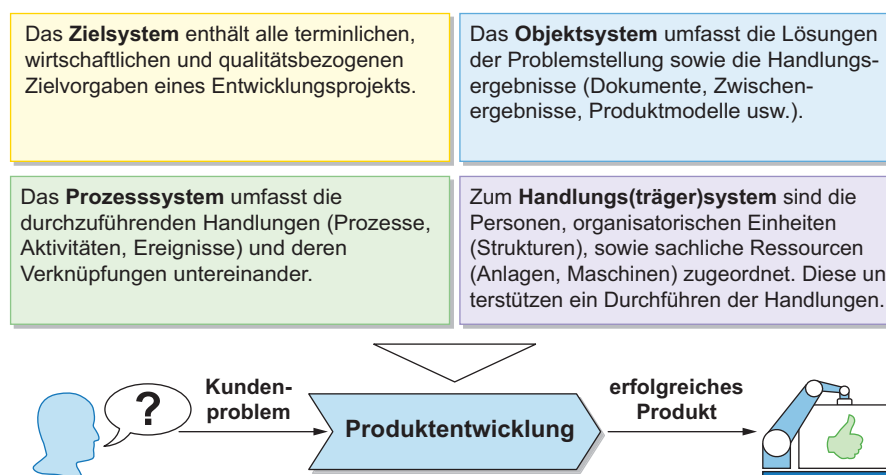 Das Zielsystem enthält alle terminlichen,
wirtschaftlichen und qualitätsbezogenen
Zielvorgaben eines Entwicklungsprojekts.
Das Objektsystem umfasst die Lösungen
der Problemstellung sowie die Handlungs-
ergebnisse (Dokumente, Zwischen-
ergebnisse, Produktmodelle usw.).
Das Prozesssystem umfasst die
durchzuführenden Handlungen (Prozesse,
Aktivitäten, Ereignisse) und deren
Verknüpfungen untereinander.
Zum Handlungs(träger)system sind die
Personen, organisatorischen Einheiten
(Strukturen), sowie sachliche Ressourcen
(Anlagen, Maschinen) zugeordnet. Diese un
terstützen ein Durchführen der Handlungen.
?
Kunden-
problem
Produktentwicklung
erfolgreiches
Produkt